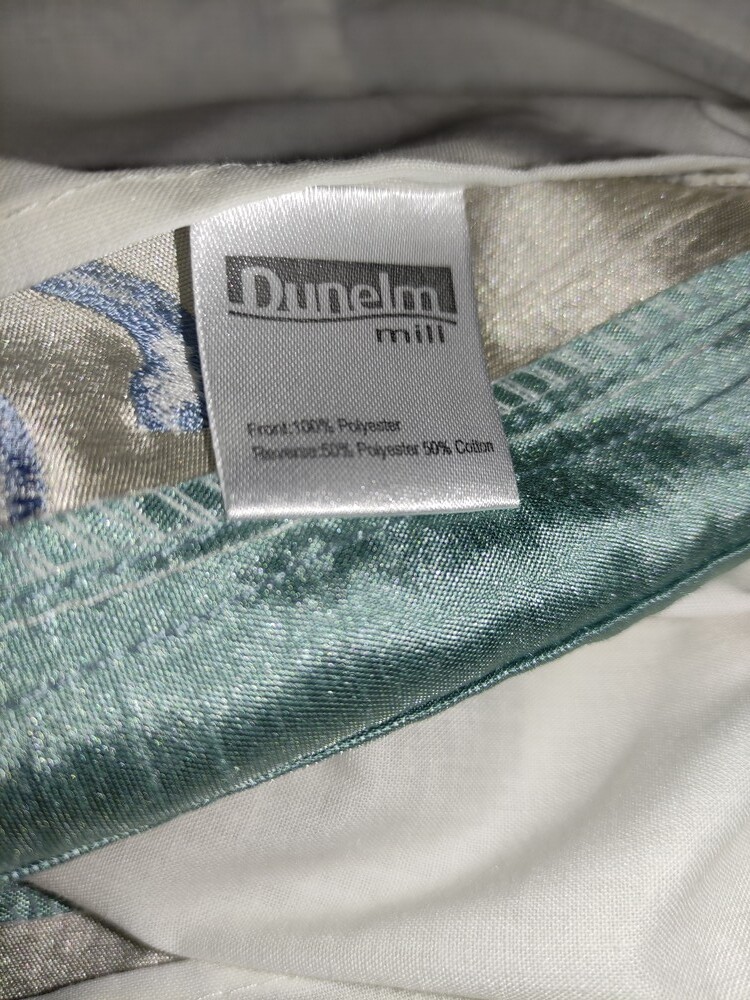 Dunelm
mill
Front:100% Polyester
Reverse:50% Polyester 50% Cotton